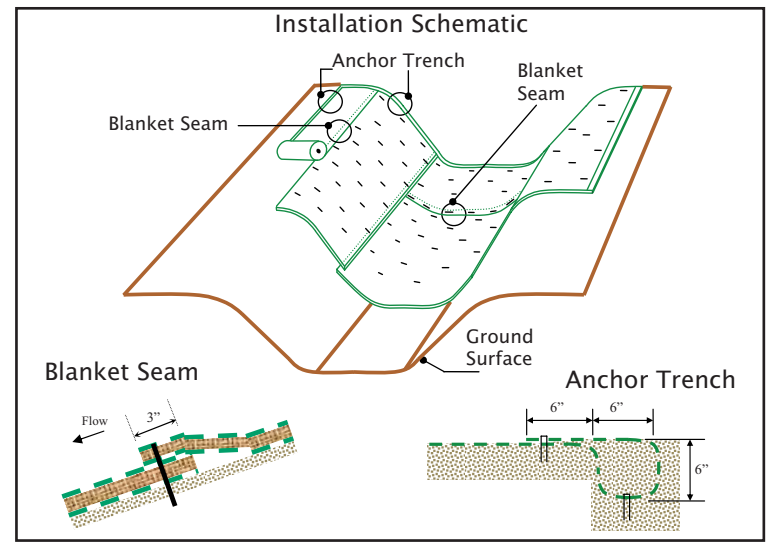 Installation Schematic
Anchor Trench
Blanket
Seam
Blanket Seam
Ground
Surface
Blanket Seam
Flow
3”
Anchor Trench
6”
6”
6”